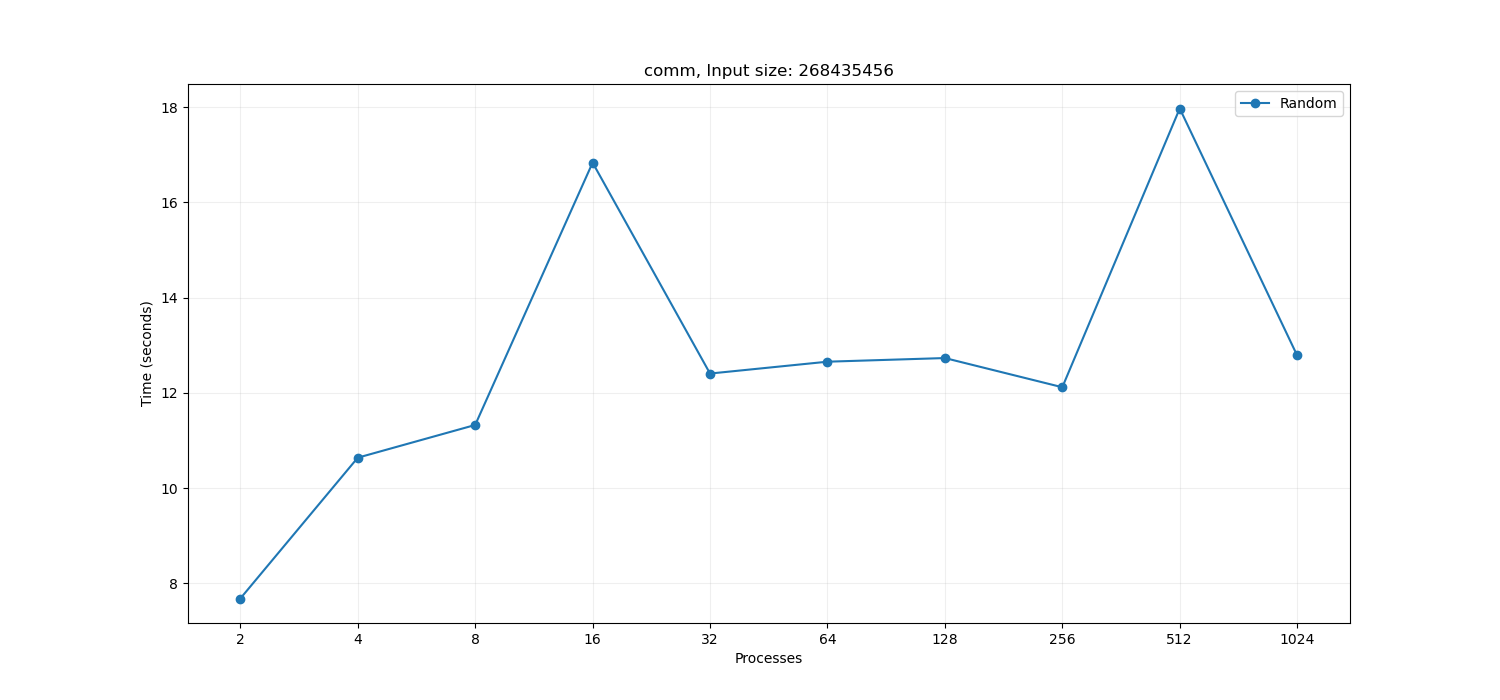 comm, Input size: 268435456
Random
18
16
14
12
10
8
Time (seconds)
2 4 8 16 32 64 128 256 512 1024
Processes